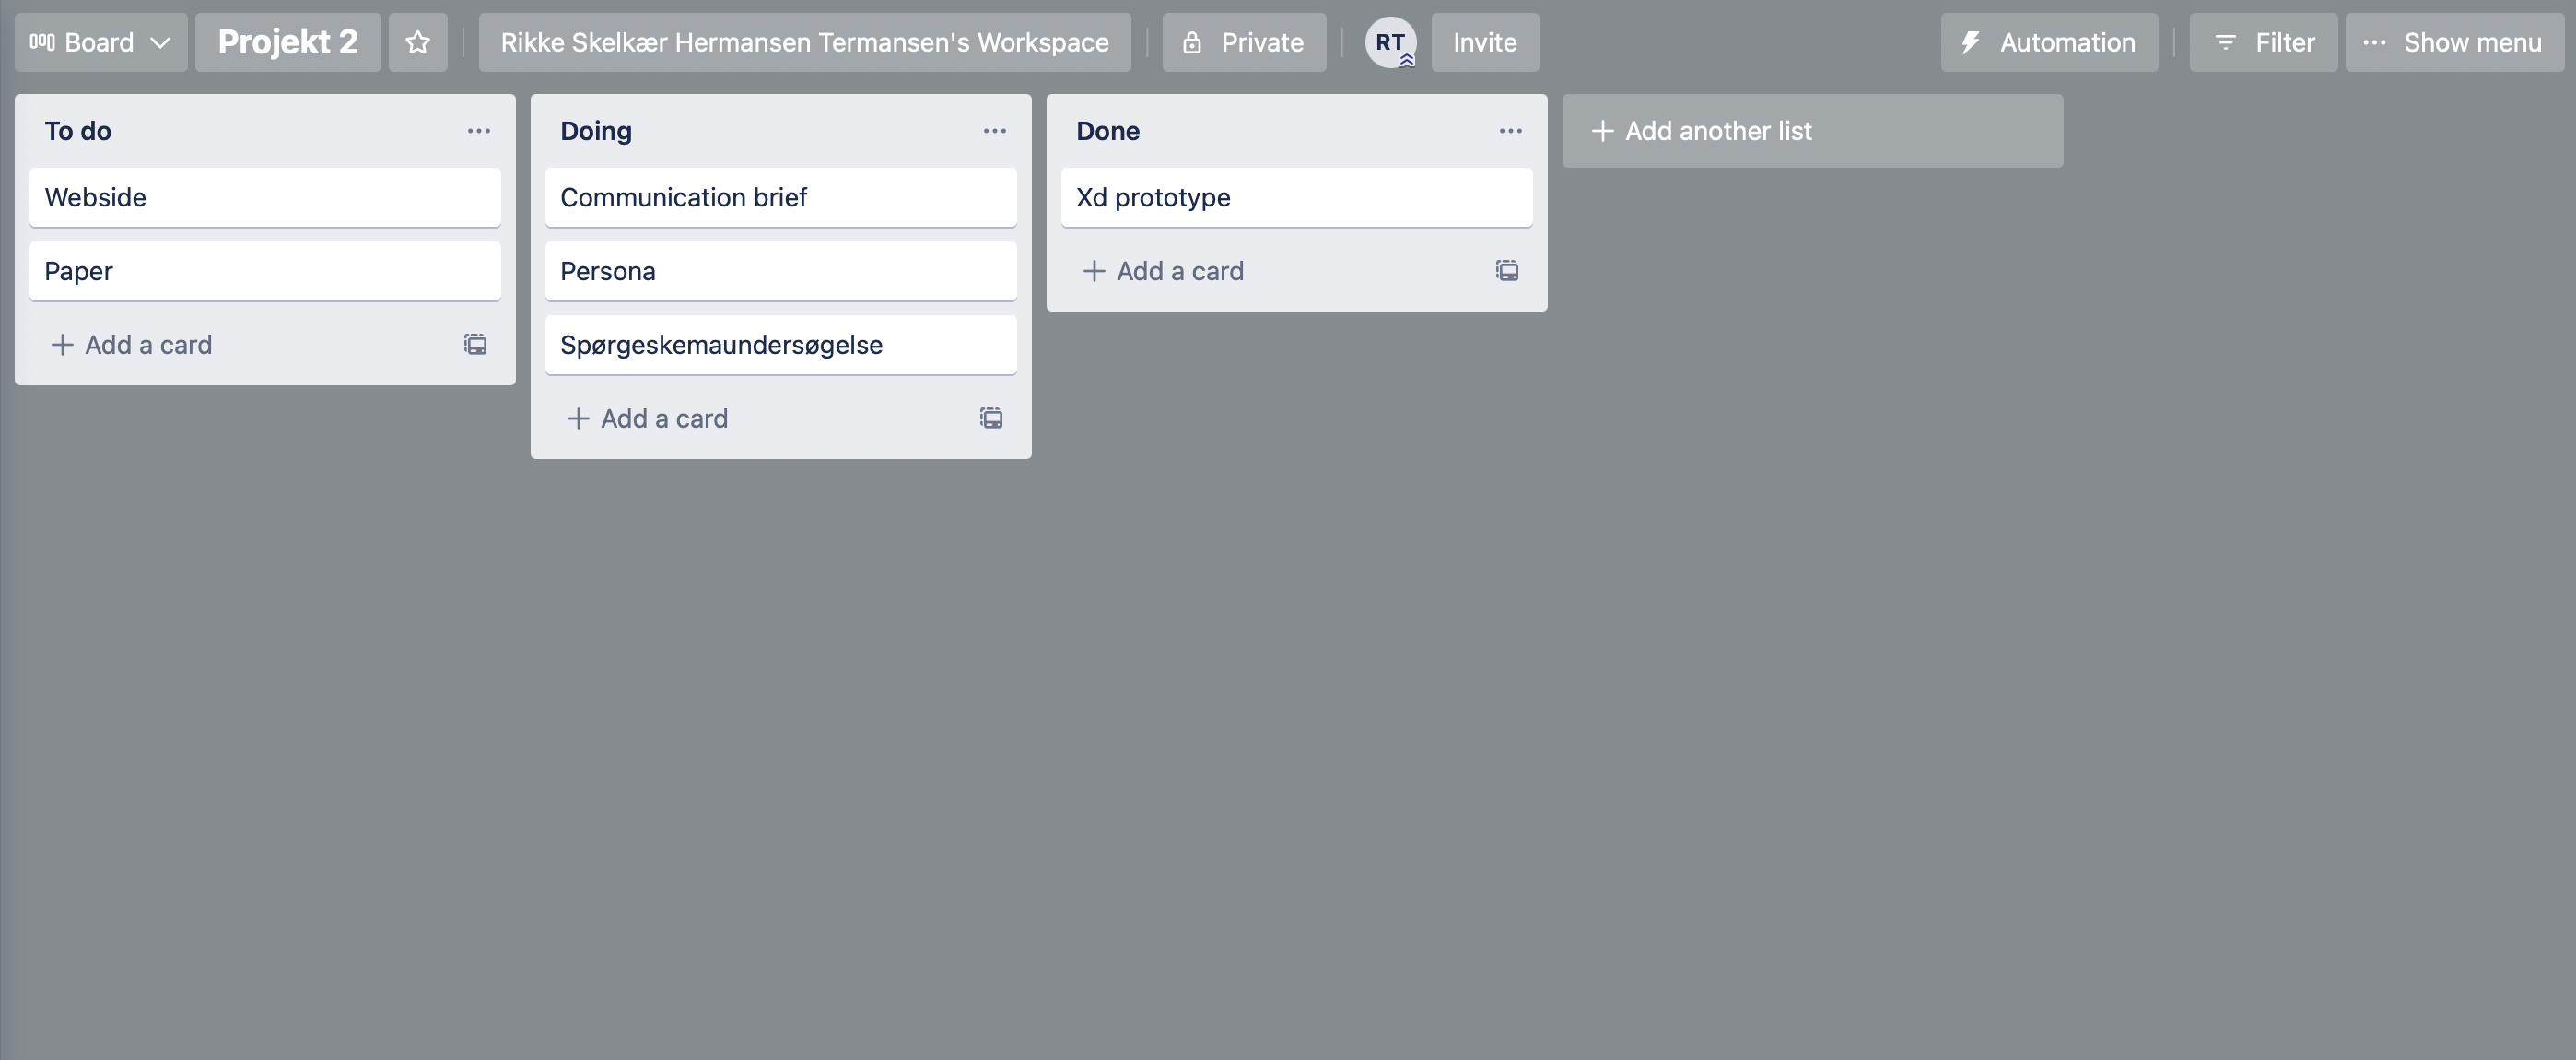 Board
Projekt 2
Rikke Skelkær Hermansen Termansen's Workspace
Private
RT
Invite
Automation
Filter
Show menu
To do
Webside
Paper
Add a card
Doing
Communication brief
Persona
Spørgeskemaundersøgelse
Add a card
Done
Xd prototype
Add a card
Add another list